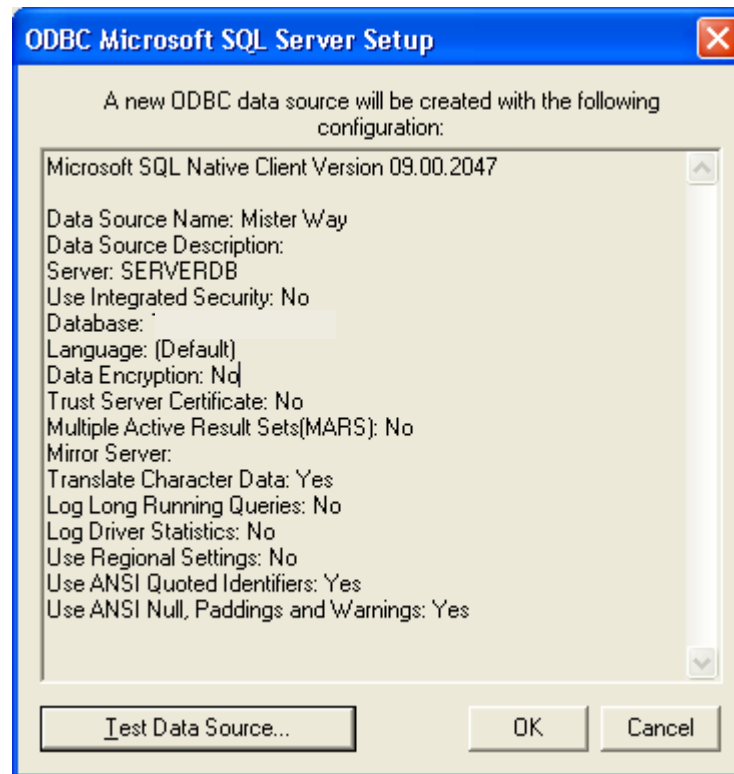 ODBC Microsoft SQL Server Setup
A new ODBC data source will be created with the following
configuration:
Microsoft SQL Native Client Version 09.00.2047
Data Source Name: Mister Way
Data Source Description:
Server: SERVERDB
Use Integrated Security: No
Database:
Language: (Default)
Data Encryption: No
Trust Server Certificate: No
Multiple Active Result Sets(MARS): No
Mirror Server:
Translate Character Data: Yes
Log Long Running Queries: No
Log Driver Statistics: No
Use Regional Settings: No
Use ANSI Quoted Identifiers: Yes
Use ANSI Null, Paddings and Warnings: Yes
Test Data Source... OK Cancel